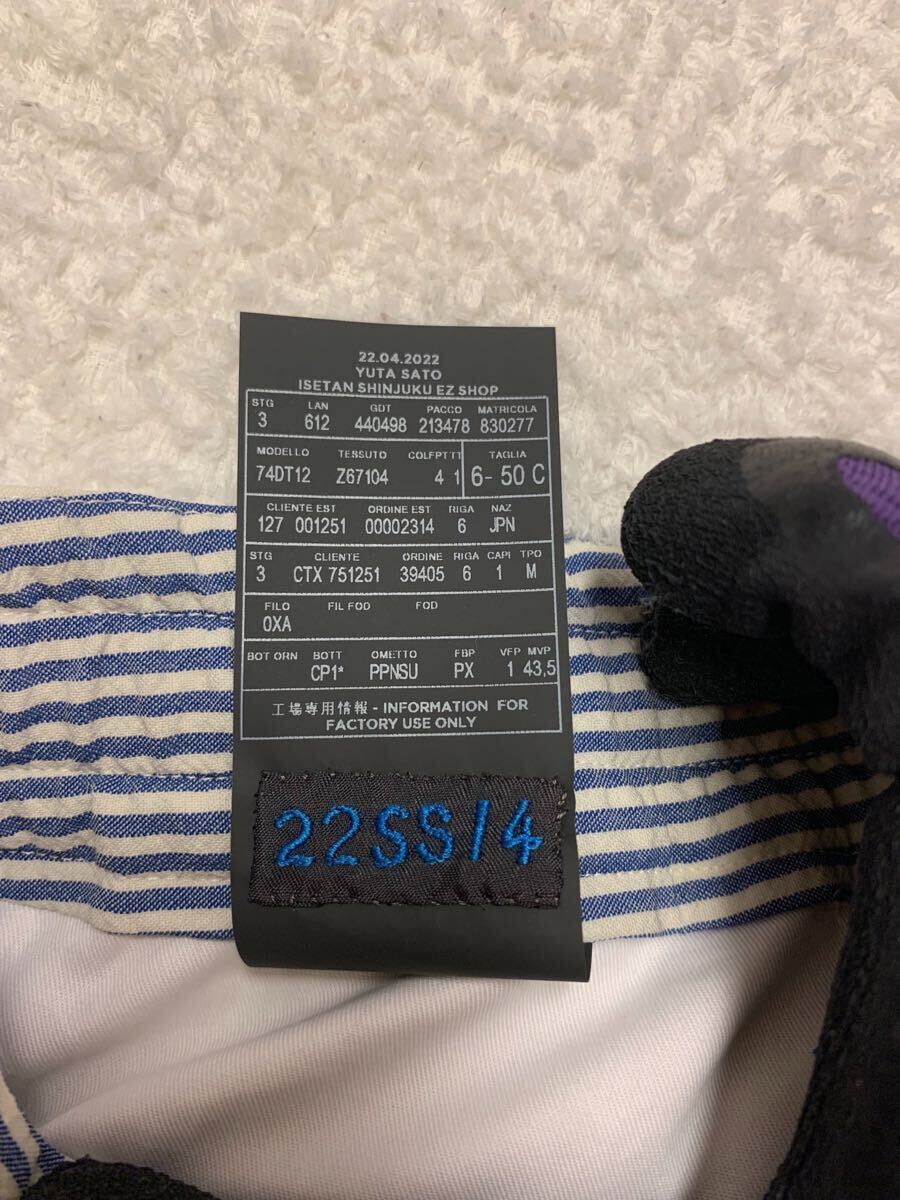 22.04.2022
YUTA SATO
ISETAN SHINJUKU EZ SHOP
STG LAN GDT PACCO MATRICOLA
3 612 440498 213478 830277
MODELLO TESSUTO COLFPTTT TAGLIA
74DT12 Z67104 4 1 6- 50 C
CLIENTE EST ORDINE EST RIGA NAZ
127 001251 00002314 6 JPN
STG CLIENTE ORDINE RIGA CAPI TPO
3 CTX 751251 39405 6 1 M
FILO FIL FOD FOD
0XA
BOT ORN BOTT OMETTO FBP VFP MVP
CP1* PPNSU PX 1 43,5
工場専用情報 - INFORMATION FOR
FACTORY USE ONLY
22SS/4